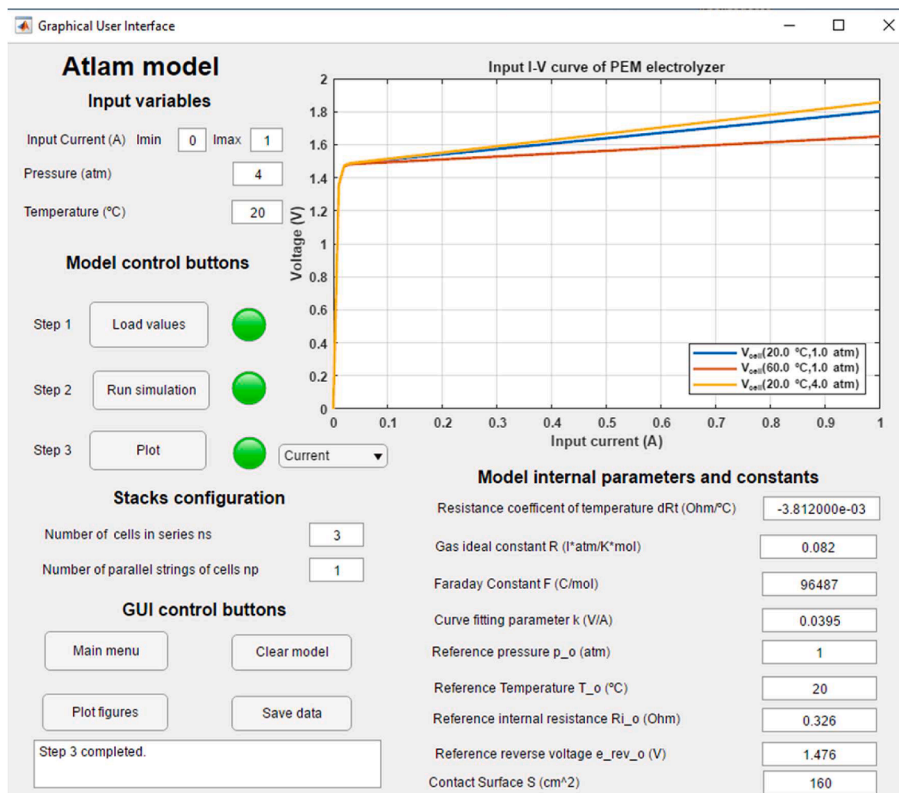 Graphical User Interface
Atlam model
Input variables
Input Current (A) Imin 0 Imax 1
Pressure (atm) 4
Temperature (ºC) 20
Model control buttons
Step 1 Load values
Step 2 Run simulation
Step 3 Plot Current
Stacks configuration
Number of cells in series ns 3
Number of parallel strings of cells np 1
GUI control buttons
Main menu Clear model
Plot figures Save data
Step 3 completed.
Input I-V curve of PEM electrolyzer
Voltage (V)
2
1.8
1.6
1.4
1.2
1
0.8
0.6
0.4
0.2
0
0 0.1 0.2 0.3 0.4 0.5 0.6 0.7 0.8 0.9 1
Input current (A)
Vcell(20.0 ºC,1.0 atm)
Vcell(60.0 ºC,1.0 atm)
Vcell(20.0 ºC,4.0 atm)
Model internal parameters and constants
Resistance coefficent of temperature dRt (Ohm/ºC) -3.812000e-03
Gas ideal constant R (l*atm/K*mol) 0.082
Faraday Constant F (C/mol) 96487
Curve fitting parameter k (V/A) 0.0395
Reference pressure p_o (atm) 1
Reference Temperature T_o (ºC) 20
Reference internal resistance Ri_o (Ohm) 0.326
Reference reverse voltage e_rev_o (V) 1.476
Contact Surface S (cm^2) 160